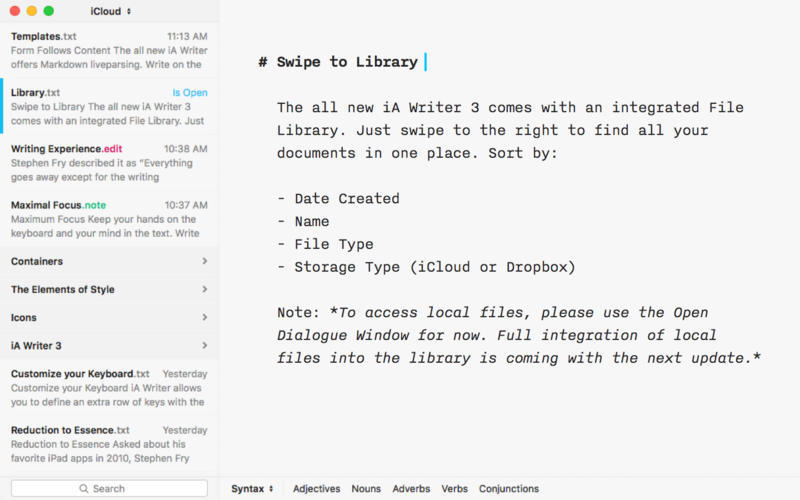 iCloud
Templates.txt 11:13 AM
Form Follows Content The all new iA Writer
offers Markdown liveparsing. Write on the
Library.txt Is Open
Swipe to Library The all new iA Writer 3
comes with an integrated File Library. Just
Writing Experience.edit 10:38 AM
Stephen Fry described it as “Everything
goes away except for the writing
Maximal Focus.note 10:37 AM
Maximum Focus Keep your hands on the
keyboard and your mind in the text. Write
Containers
The Elements of Style
Icons
iA Writer 3
Customize your Keyboard.txt Yesterday
Customize your Keyboard iA Writer allows
you to define an extra row of keys with the
Reduction to Essence.txt Yesterday
Reduction to Essence Asked about his
favorite iPad apps in 2010, Stephen Fry
Search
# Swipe to Library
The all new iA Writer 3 comes with an integrated File
Library. Just swipe to the right to find all your
documents in one place. Sort by:
- Date Created
- Name
- File Type
- Storage Type (iCloud or Dropbox)
Note: *To access local files, please use the Open
Dialogue Window for now. Full integration of local
files into the library is coming with the next update.*
Syntax Adjectives Nouns Adverbs Verbs Conjunctions